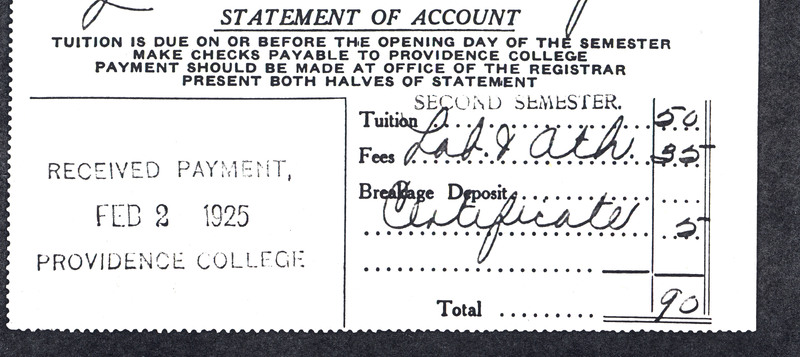 STATEMENT OF ACCOUNT
TUITION IS DUE ON OR BEFORE THE OPENING DAY OF THE SEMESTER
MAKE CHECKS PAYABLE TO PROVIDENCE COLLEGE
PAYMENT SHOULD BE MADE AT OFFICE OF THE REGISTRAR
PRESENT BOTH HALVES OF STATEMENT
RECEIVED PAYMENT,
FEB 2 1925
PROVIDENCE COLLEGE
SECOND SEMESTER.
Tuition 50
Fees Lab. & Ath. 35
Breakage Deposit
Certificate 5
Total 90